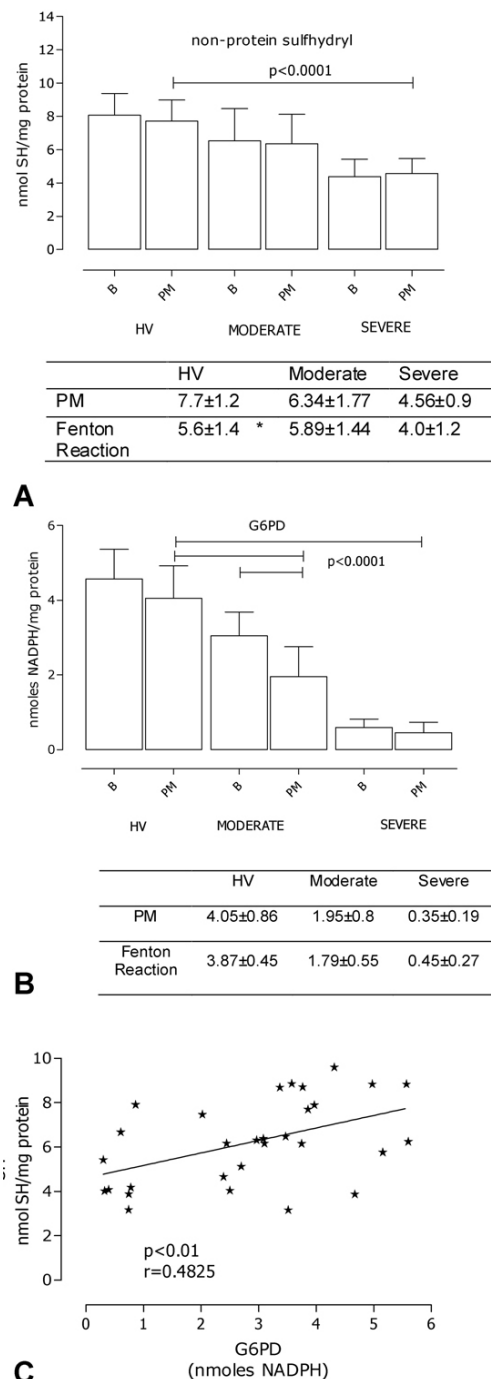 14
12
10
8
6
4
2
0
nmol SH/mg protein
non-protein sulfhydryl
p<0.0001
B PM B PM B PM
HV MODERATE SEVERE
HV Moderate Severe
PM 7.7±1.2 6.34±1.77 4.56±0.9
Fenton 5.6±1.4 * 5.89±1.44 4.0±1.2
Reaction
A
6
4
2
0
nmoles NADPH/mg protein
G6PD
p<0.0001
B PM B PM B PM
HV MODERATE SEVERE
HV Moderate Severe
PM 4.05±0.86 1.95±0.8 0.35±0.19
Fenton
Reaction 3.87±0.45 1.79±0.55 0.45±0.27
B
10
8
6
4
2
0
nmol SH/mg protein
p<0.01
r=0.4825
0 1 2 3 4 5 6
G6PD
(nmoles NADPH)
C